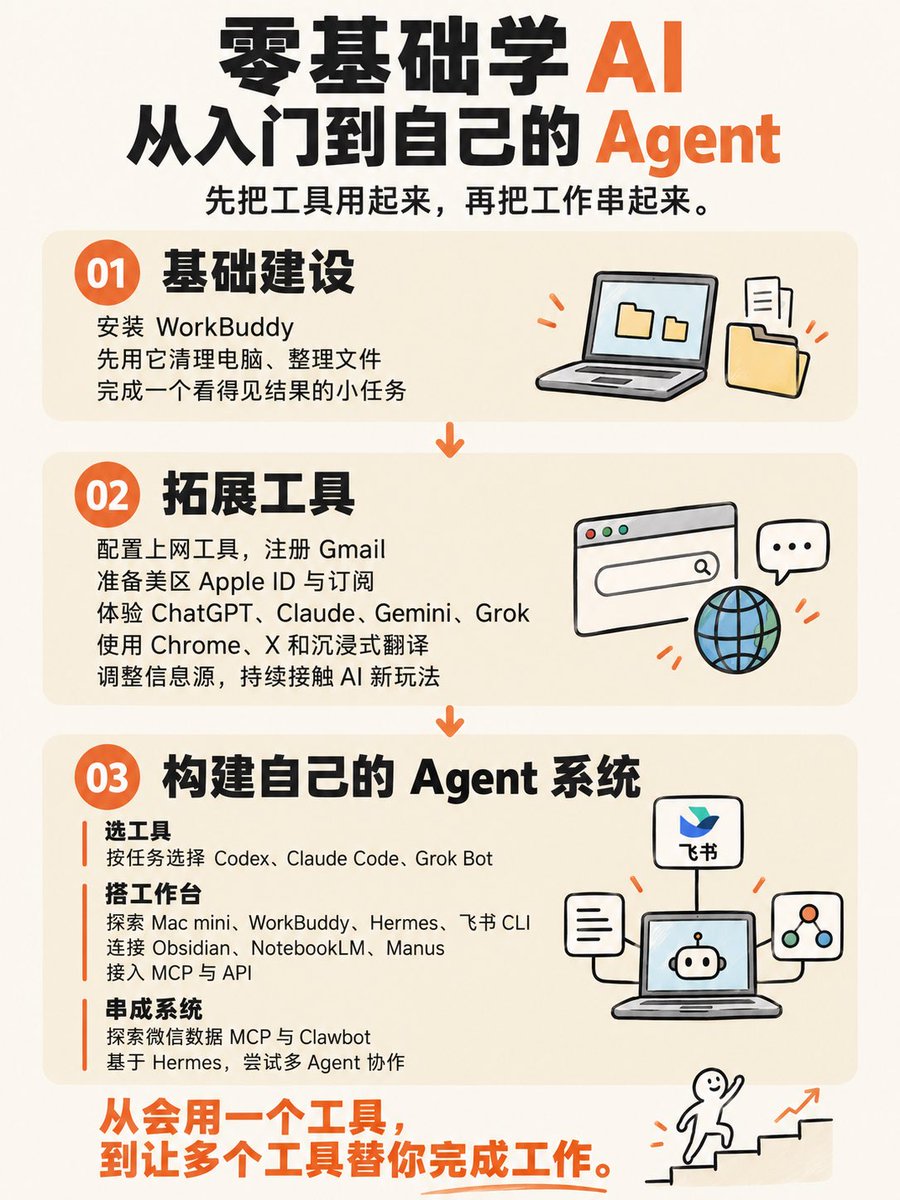 零基础学 AI
从入门到自己的 Agent
先把工具用起来，再把工作串起来。
01 基础建设
安装 WorkBuddy
先用它清理电脑、整理文件
完成一个看得见结果的小任务
02 拓展工具
配置上网工具，注册 Gmail
准备美区 Apple ID 与订阅
体验 ChatGPT、Claude、Gemini、Grok
使用 Chrome、X 和沉浸式翻译
调整信息源，持续接触 AI 新玩法
03 构建自己的 Agent 系统
选工具
按任务选择 Codex、Claude Code、Grok Bot
搭工作台
探索 Mac mini、WorkBuddy、Hermes、飞书 CLI
连接 Obsidian、NotebookLM、Manus
接入 MCP 与 API
串成系统
探索微信数据 MCP 与 Clawbot
基于 Hermes，尝试多 Agent 协作
飞书
从会用一个工具，
到让多个工具替你完成工作。